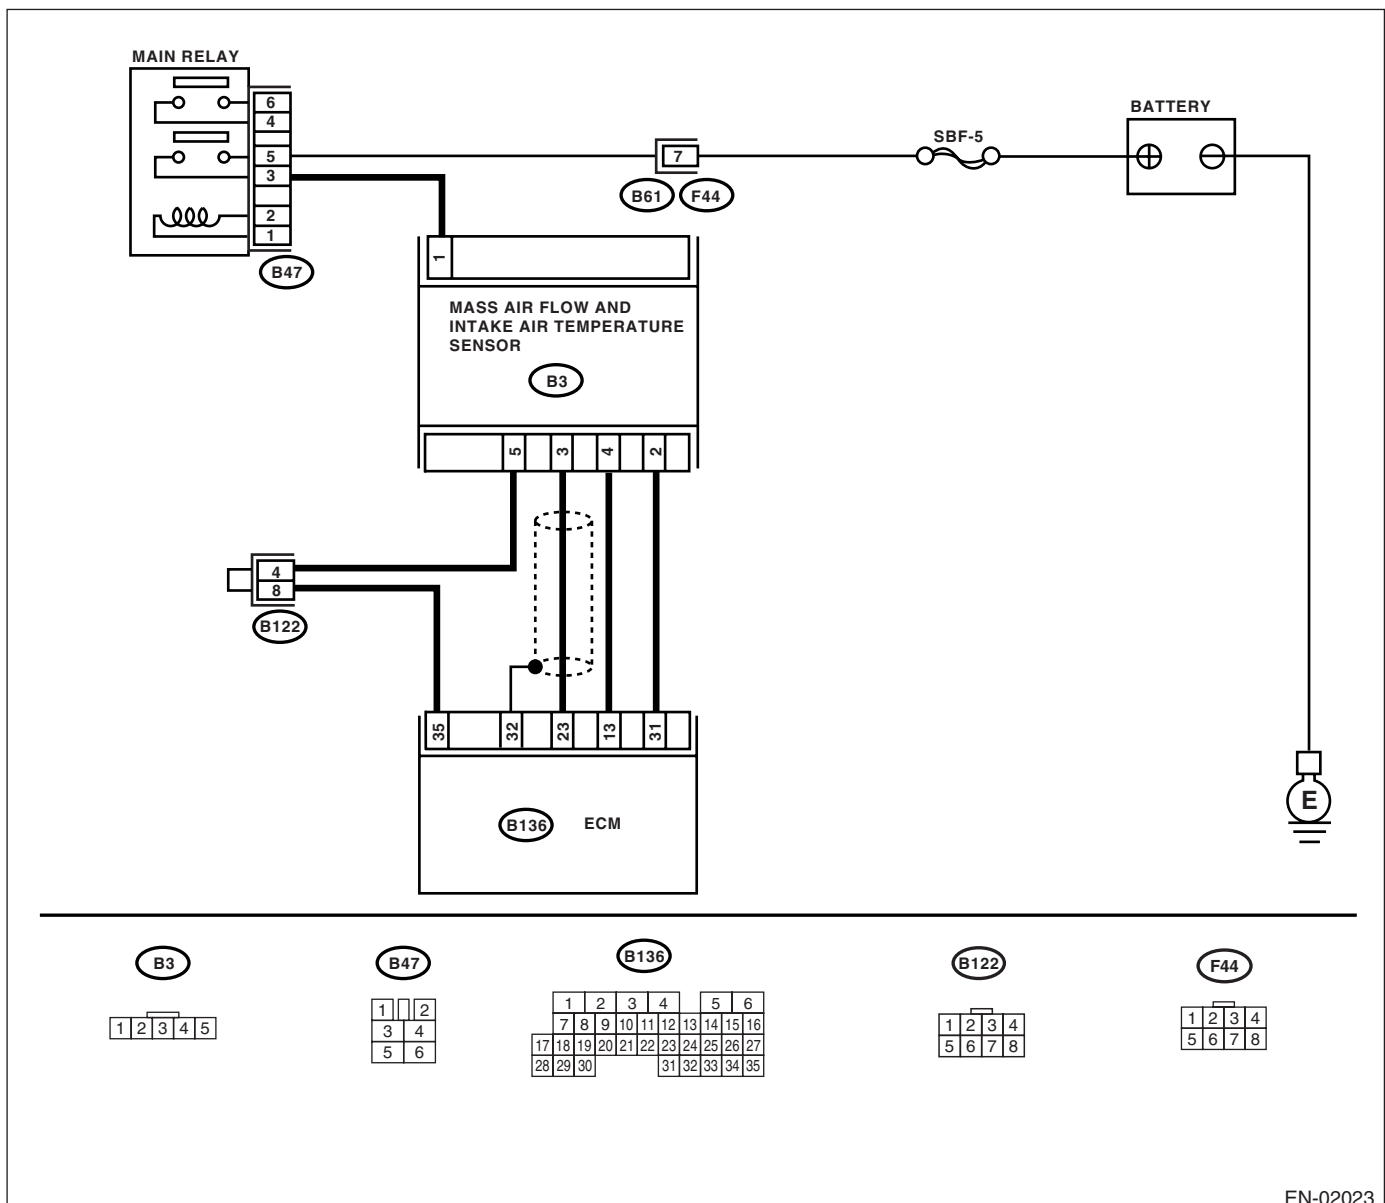 MAIN RELAY
6
4
5
3
2
1
B47
7
B61 F44
SBF-5
BATTERY
1
MASS AIR FLOW AND
INTAKE AIR TEMPERATURE
SENSOR
B3
5 3 4 2
4
8
B122
35 32 23 13 31
B136 ECM
E
B3
1 2 3 4 5
B47
1 2
3 4
5 6
B136
1 2 3 4 5 6
7 8 9 10 11 12 13 14 15 16
17 18 19 20 21 22 23 24 25 26 27
28 29 30 31 32 33 34 35
B122
1 2 3 4
5 6 7 8
F44
1 2 3 4
5 6 7 8
EN-02023